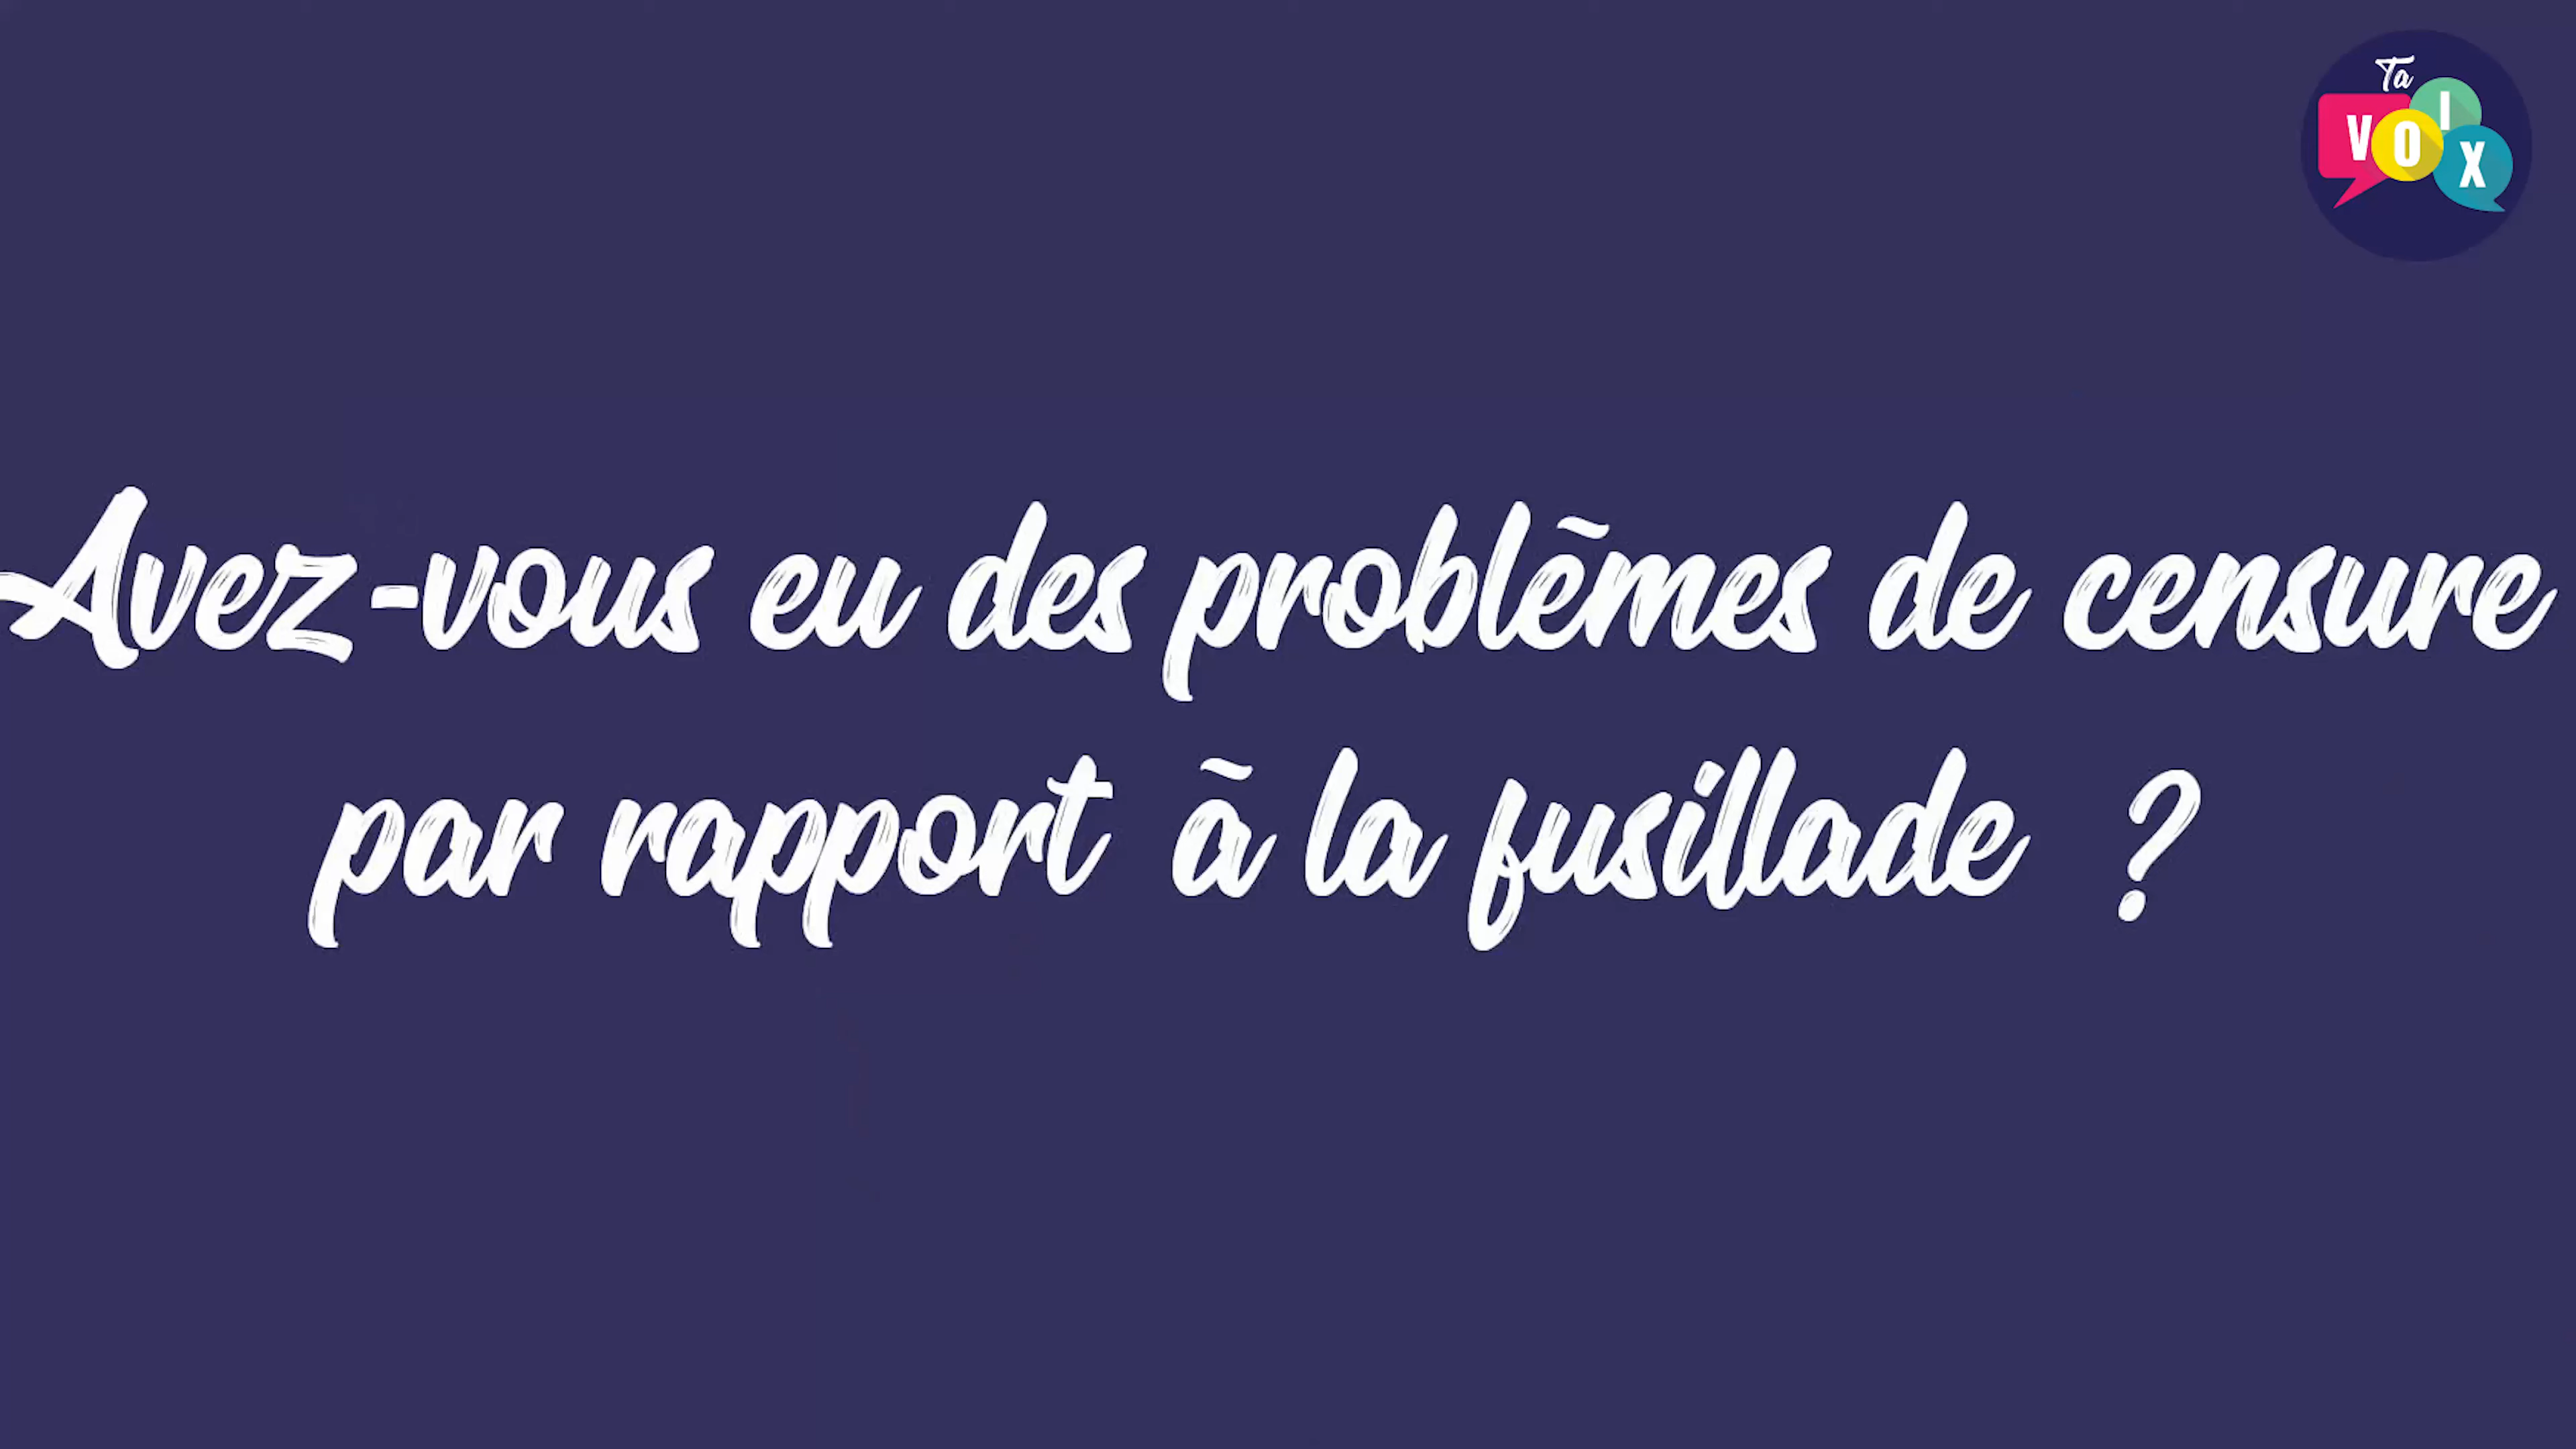 Ta
VOIX
Avez-vous eu des problèmes de censure
par rapport à la fusillade ?